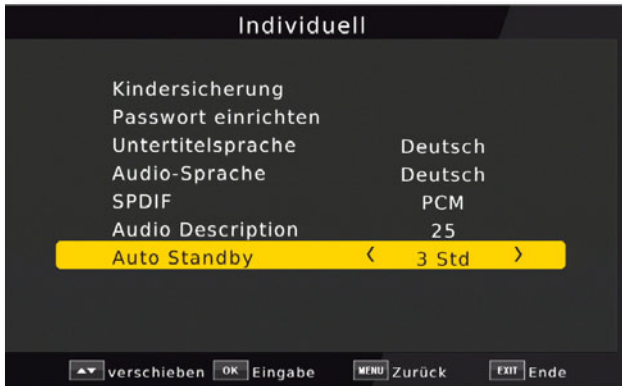 Individuell
Kindersicherung
Passwort einrichten
Untertitelsprache Deutsch
Audio-Sprache Deutsch
SPDIF PCM
Audio Description 25
Auto Standby < 3 Std >
▲▼ verschieben OK Eingabe MENU Zurück EXIT Ende